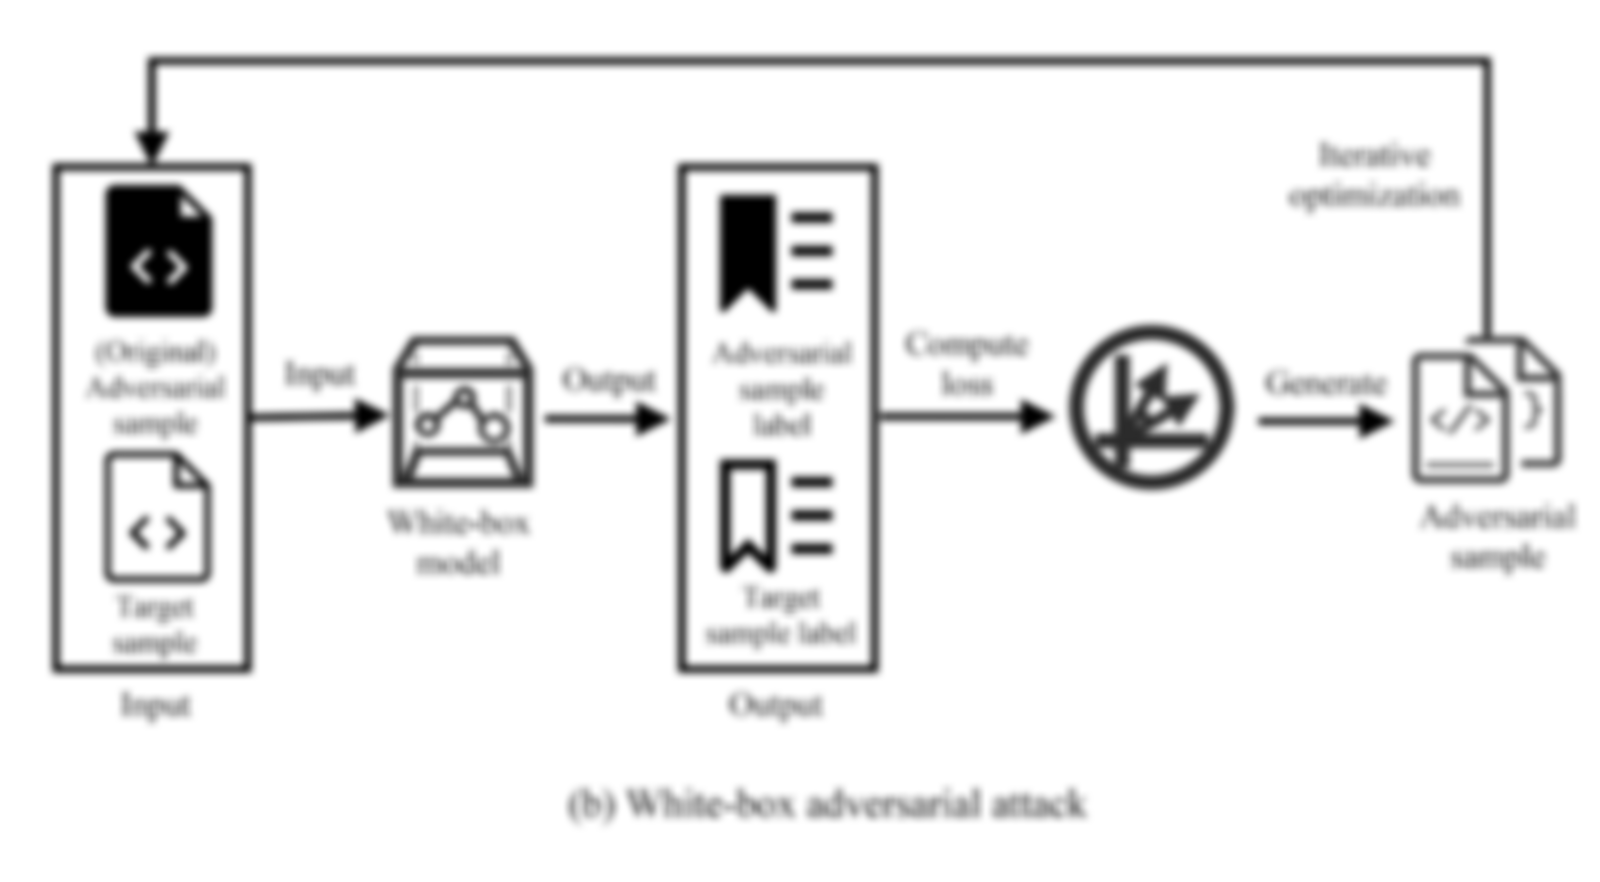 Iterative
optimization
(Original)
Adversarial
sample
Target
sample
Input
Input
White-box
model
Output
Adversarial
sample
label
Target
sample label
Output
Compute
loss
Generate
Adversarial
sample
(b) White-box adversarial attack